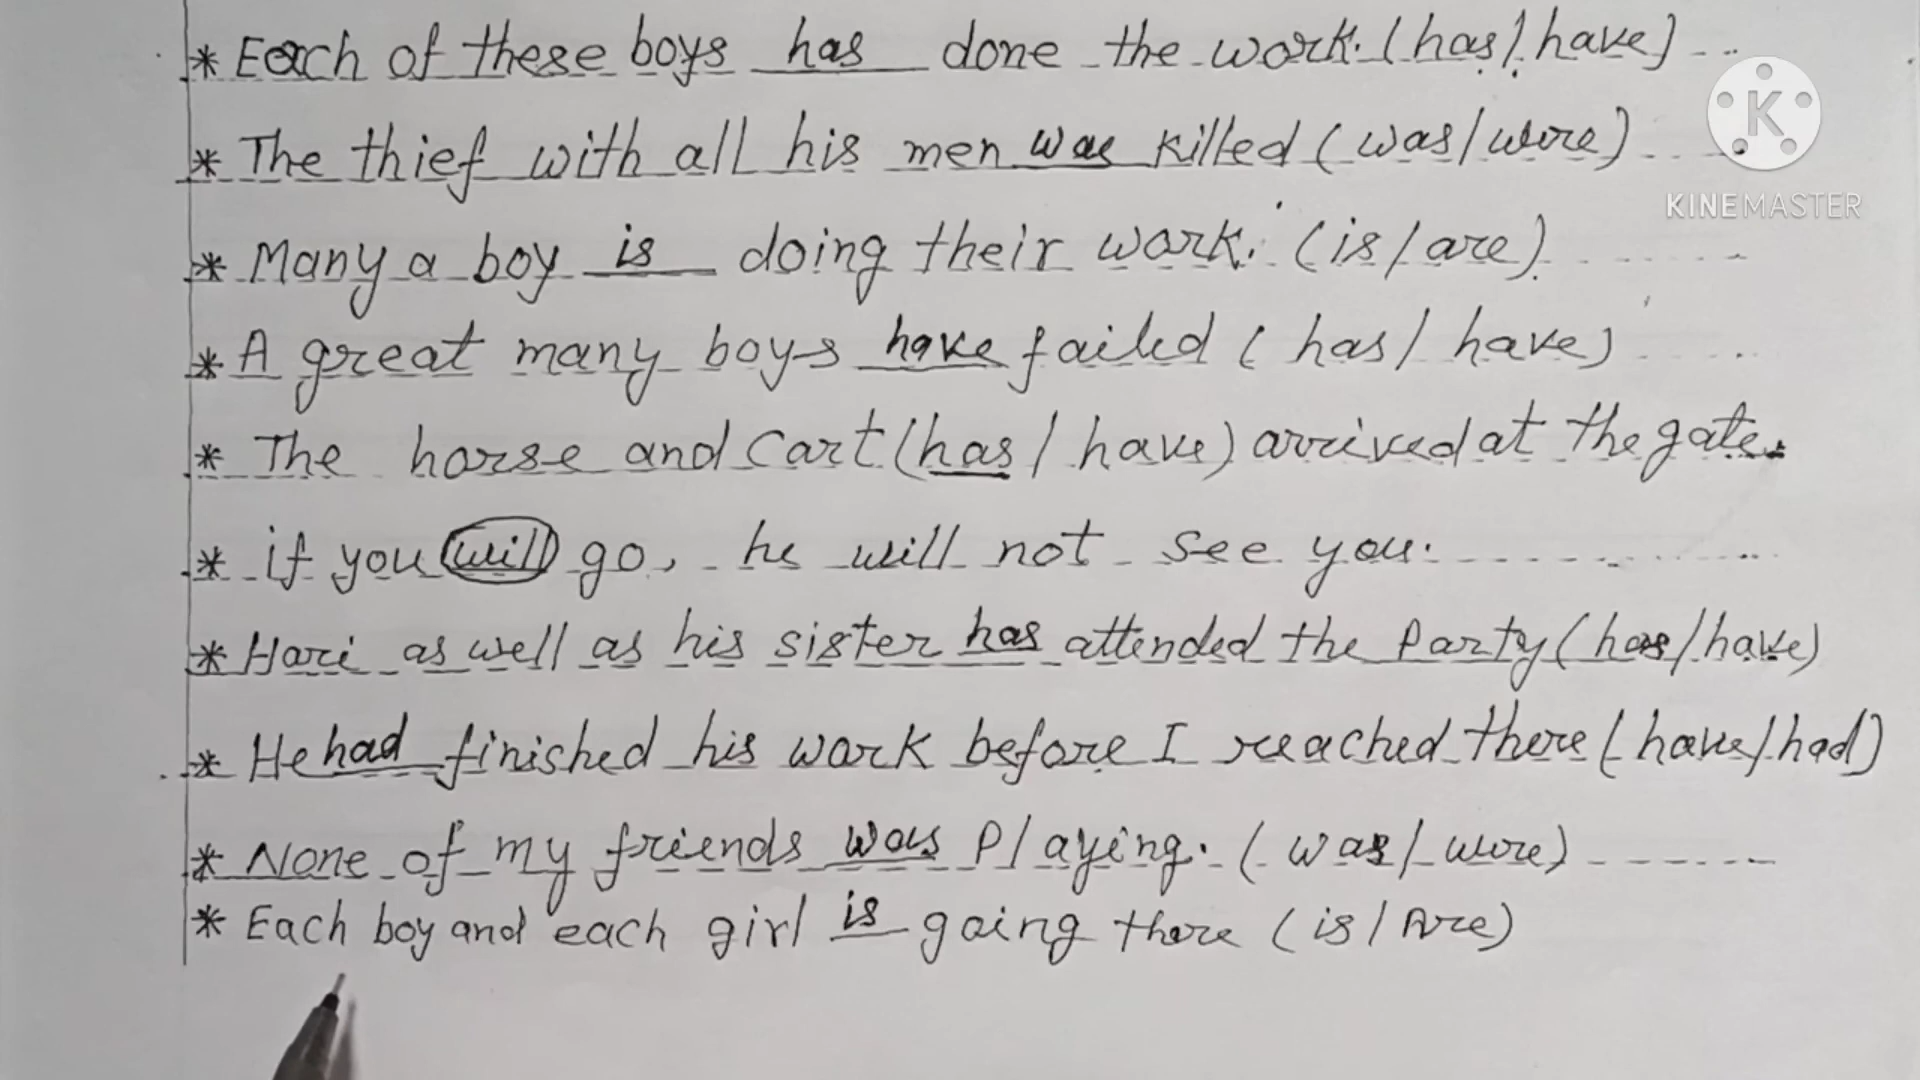 * Each of these boys has done the work. (has/have)
* The thief with all his men was killed (was/were)
K
KINEMASTER
* Many a boy is doing their work. (is/are)
* A great many boys have failed (has/have)
* The horse and Cart (has/have) arrived at the gate.
* if you will go, he will not see you.
* Hari as well as his sister has attended the Party (has/have)
* He had finished his work before I reached there (have/had)
* None of my friends was Playing. (was/were)
* Each boy and each girl is going there (is/Are)